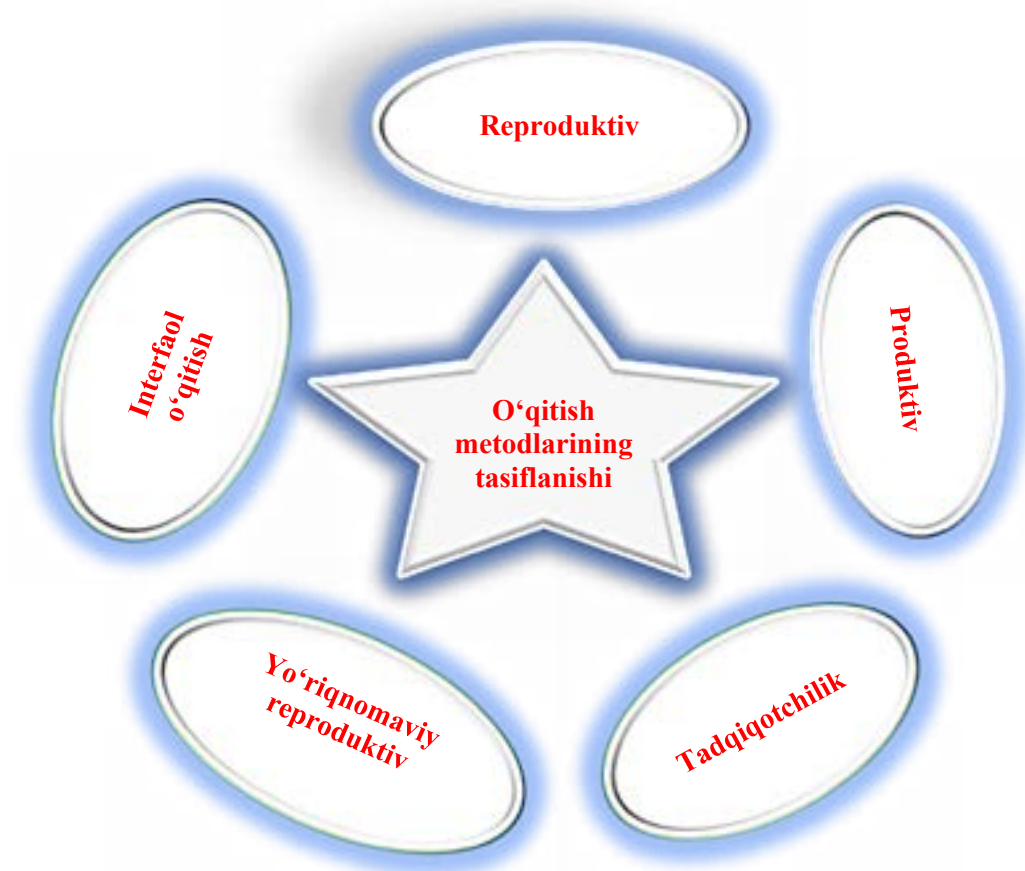 Reproduktiv
Interfaol
o‘qitish
Produktiv
O‘qitish
metodlarining
tasiflanishi
Yo‘riqnomaviy
reproduktiv
Tadqiqotchilik